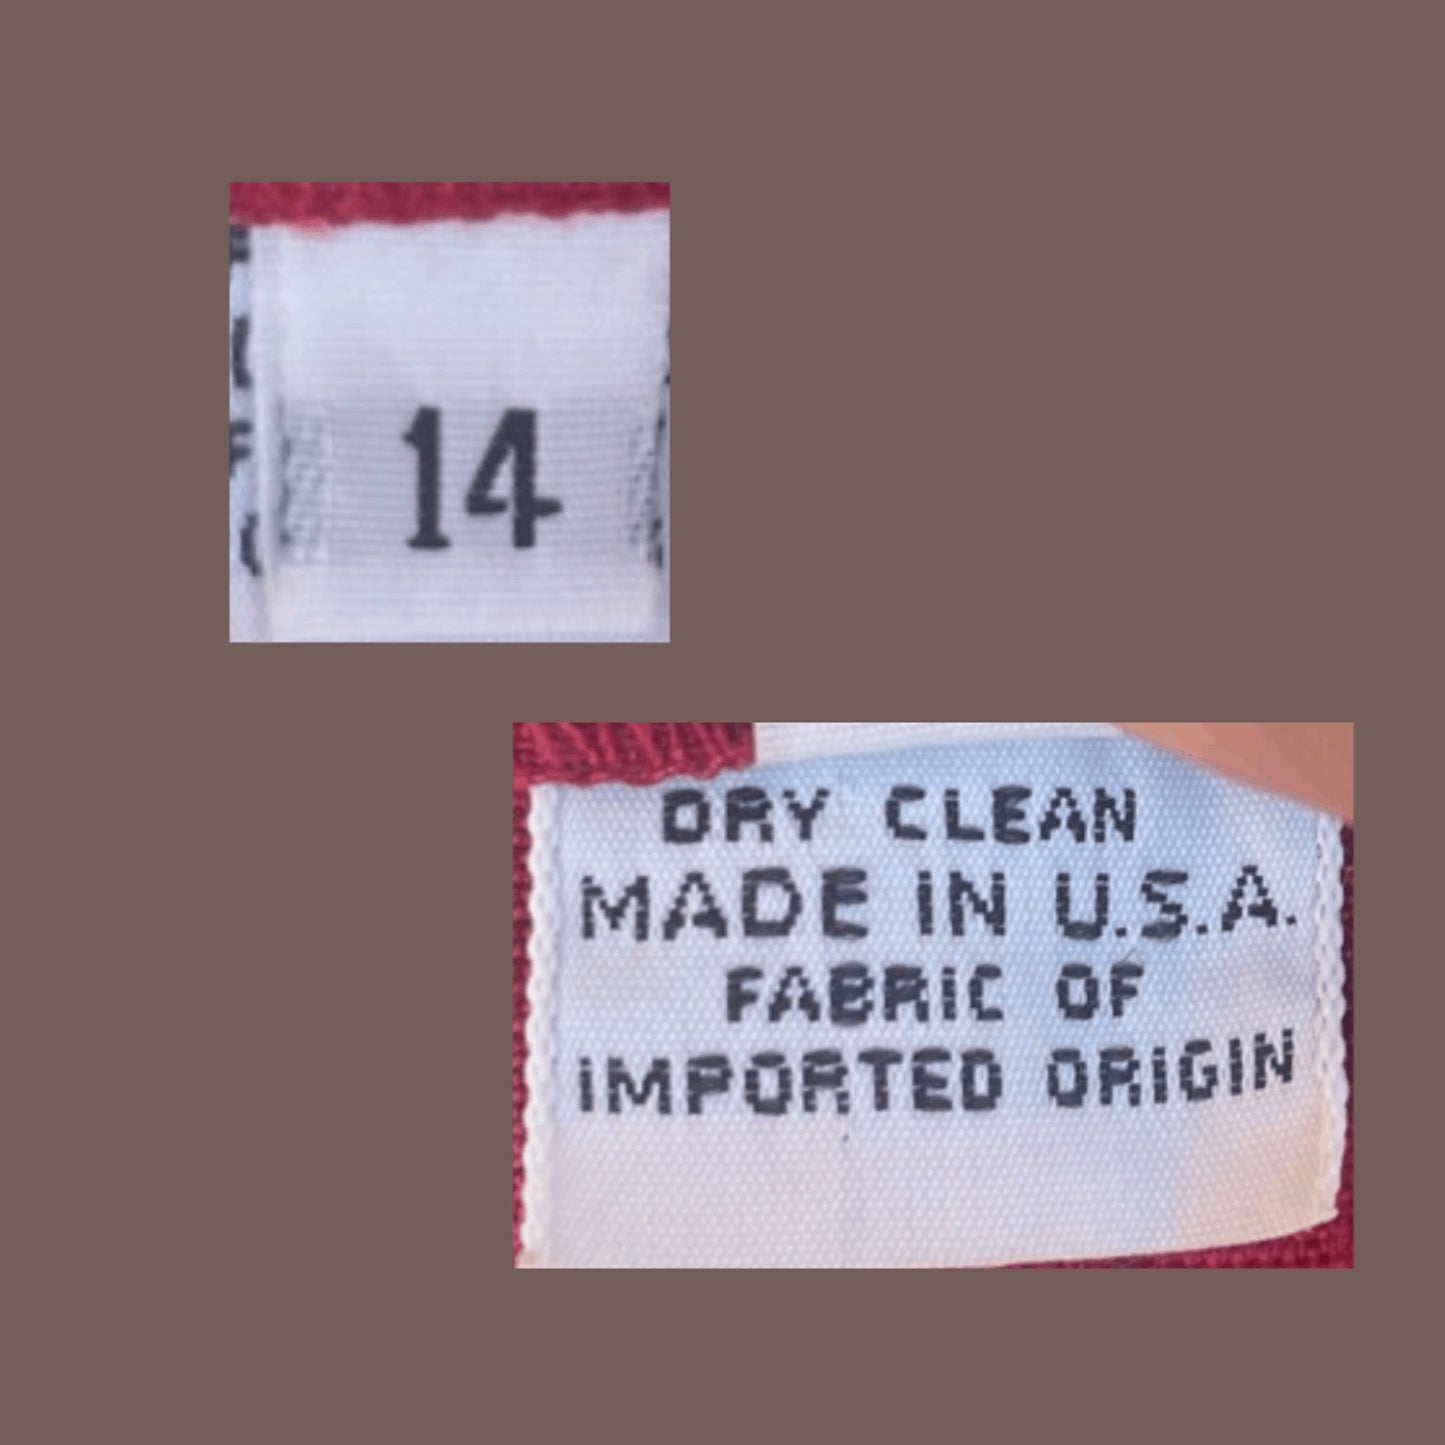 14
DRY CLEAN
MADE IN U.S.A.
FABRIC OF
IMPORTED ORIGIN